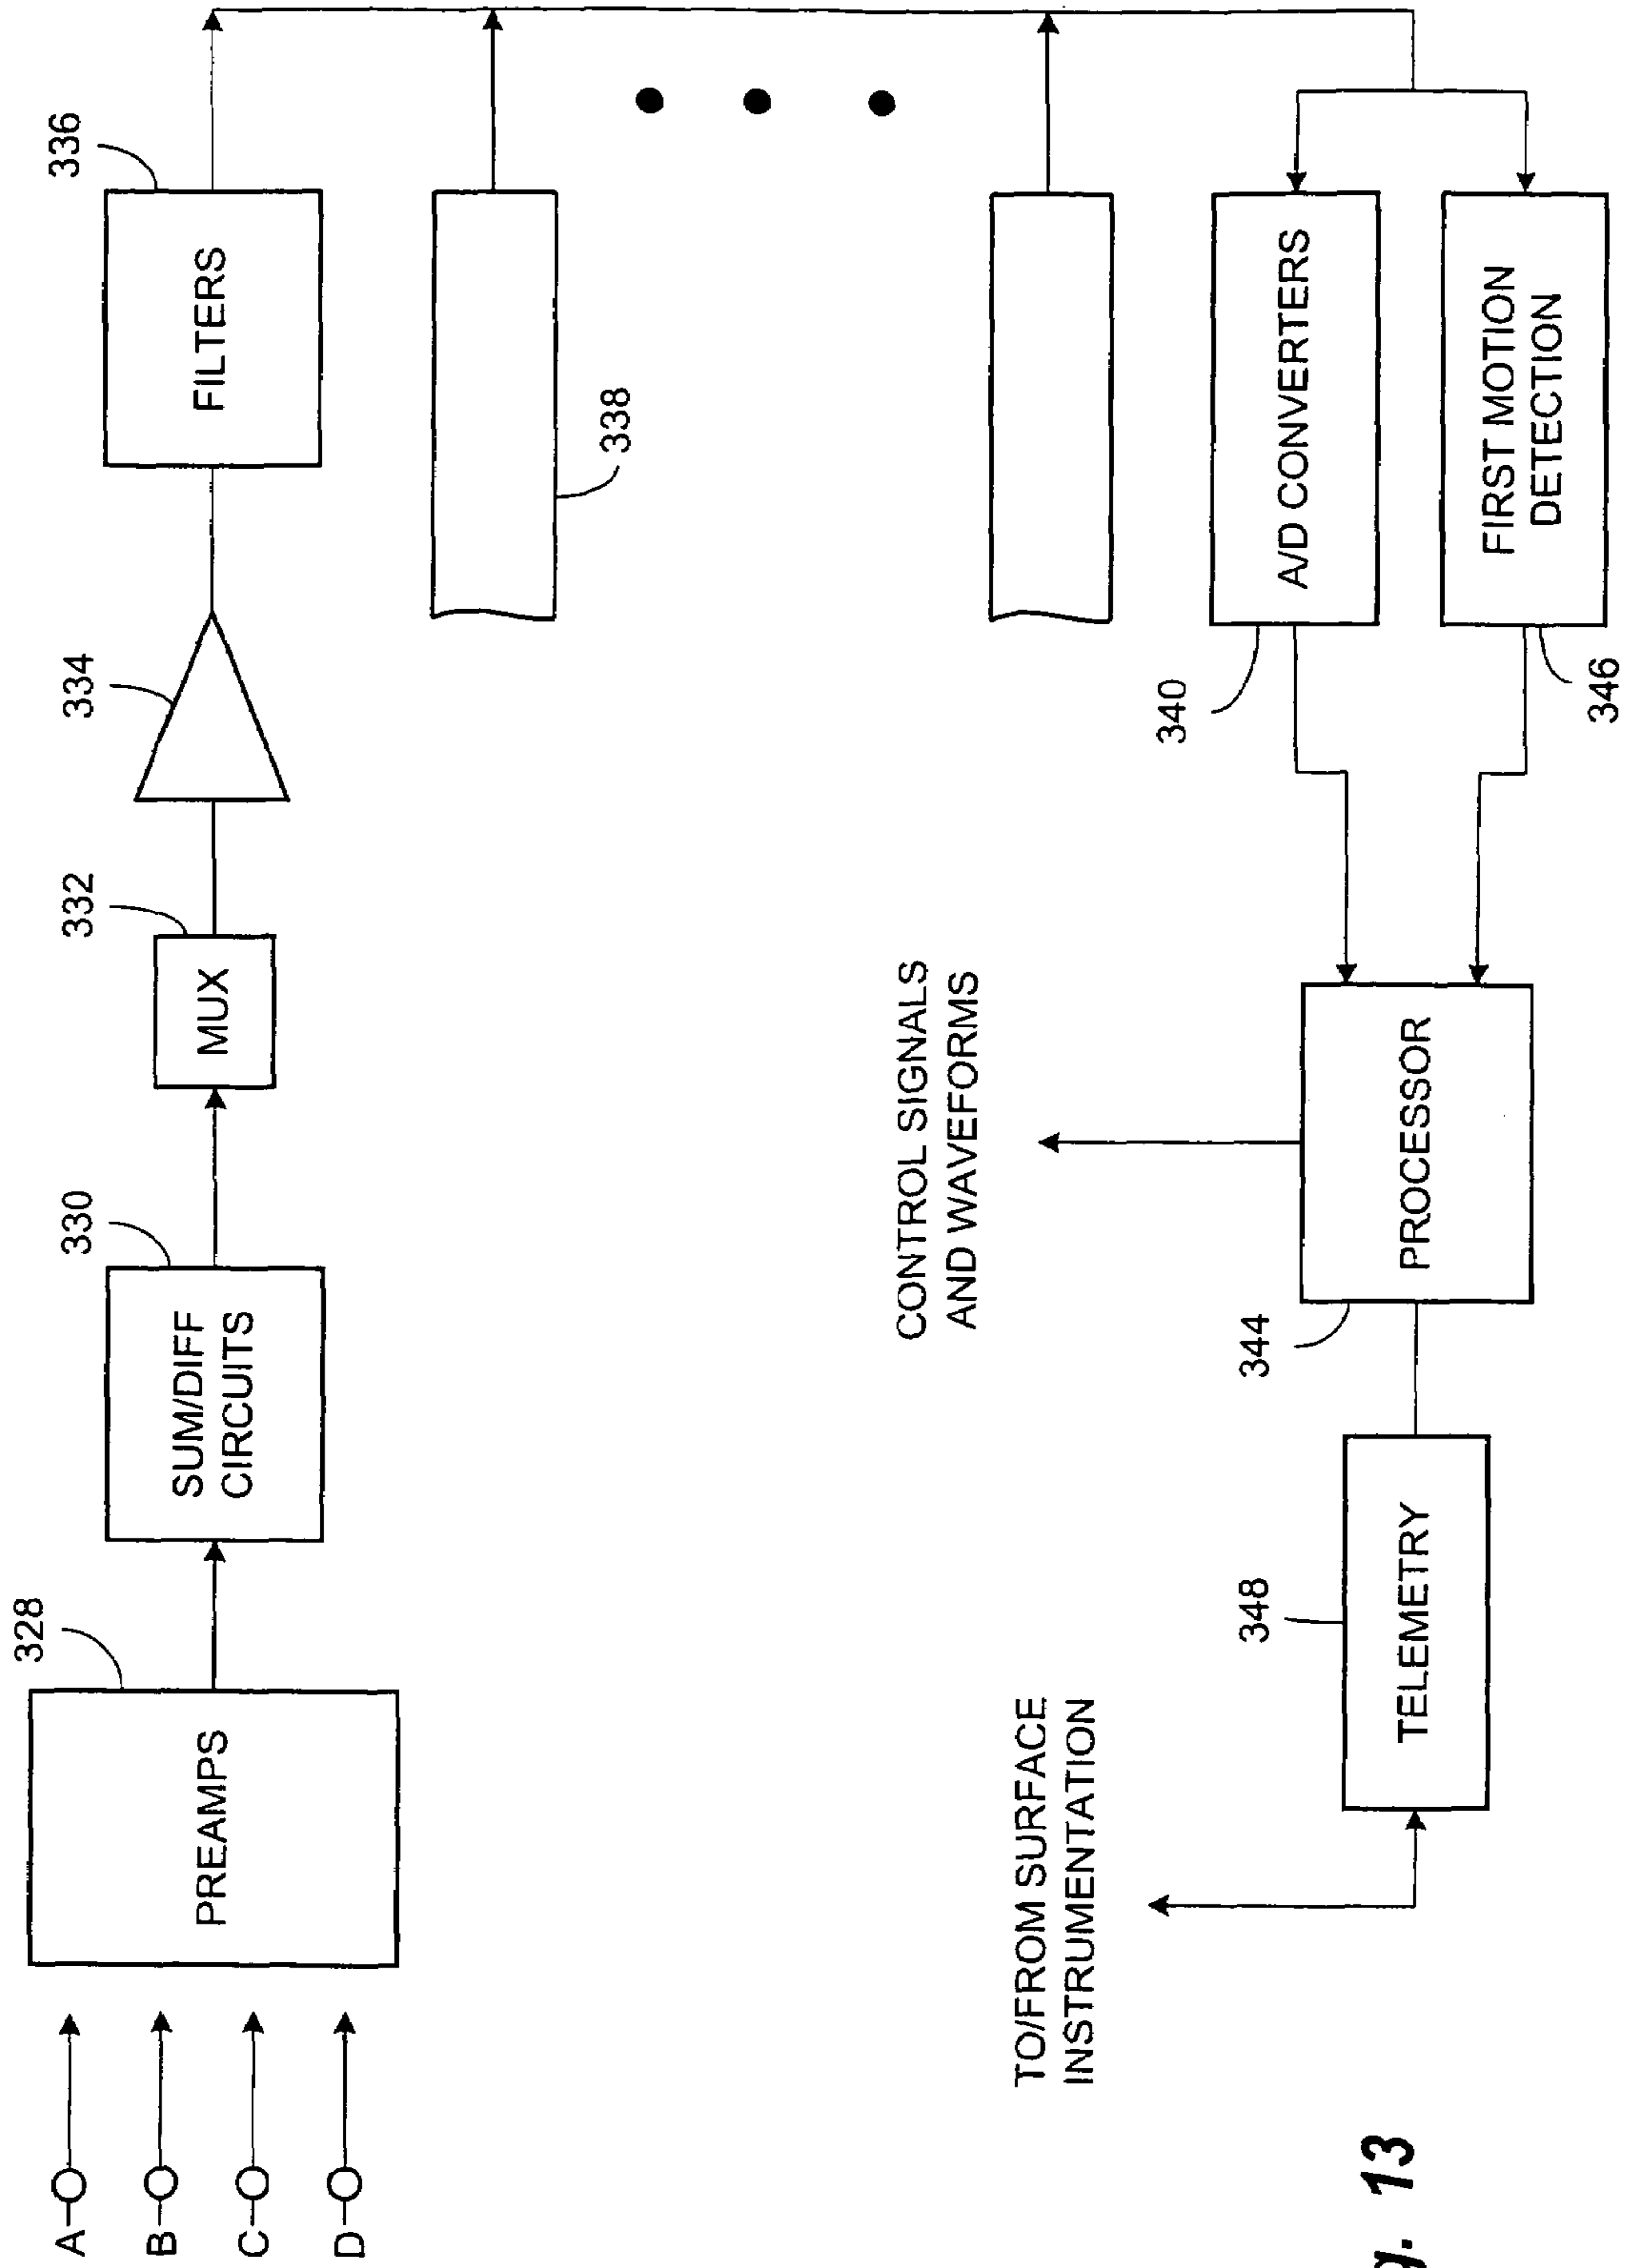 A
B
C
D
328
PREAMPS
330
SUM/DIFF
CIRCUITS
332
MUX
334
336
FILTERS
338
TO/FROM SURFACE
INSTRUMENTATION
348
TELEMETRY
CONTROL SIGNALS
AND WAVEFORMS
344
PROCESSOR
340
A/D CONVERTERS
FIRST MOTION
DETECTION
346
g. 13